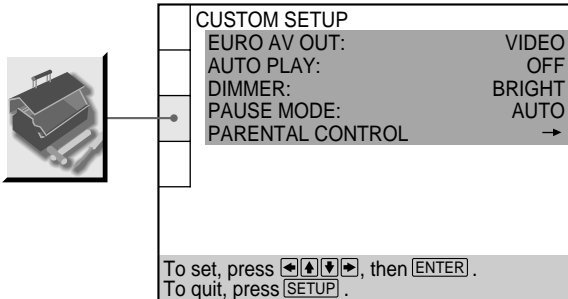 CUSTOM SETUP
EURO AV OUT: VIDEO
AUTO PLAY: OFF
DIMMER: BRIGHT
PAUSE MODE: AUTO
PARENTAL CONTROL →
To set, press ←↑↓→, then ENTER.
To quit, press SETUP.